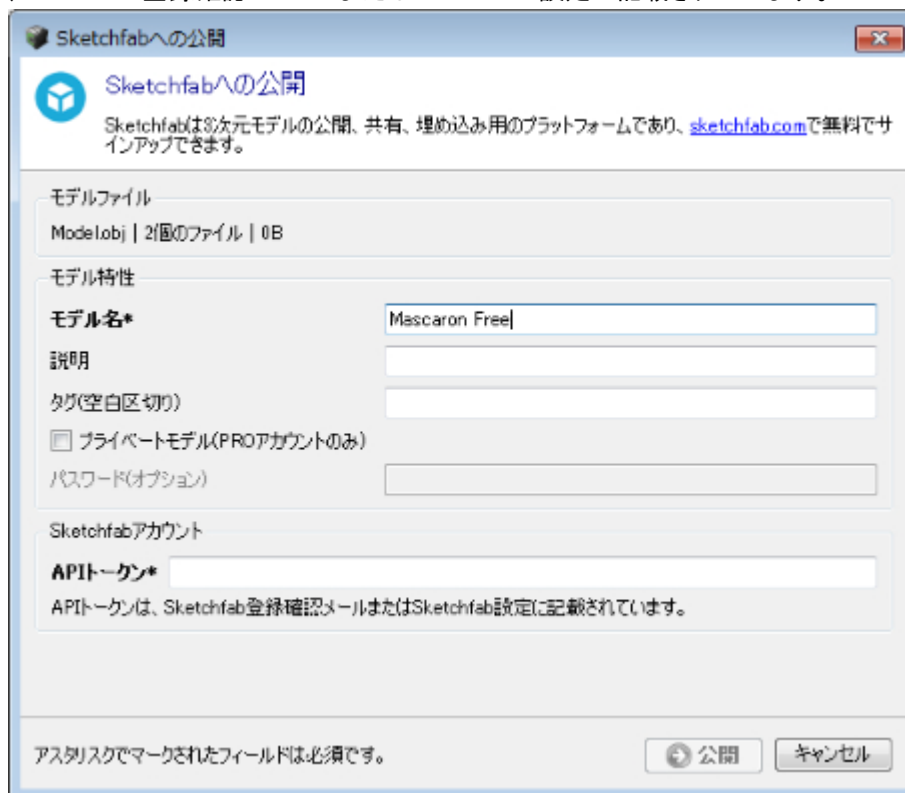 Sketchfabへの公開
Sketchfabへの公開
Sketchfabは3次元モデルの公開、共有、埋め込み用のプラットフォームであり、sketchfab.comで無料でサ
インアップできます。
モデルファイル
Model.obj | 2個のファイル | 0B
モデル特性
モデル名*
Mascaron Free
説明
タグ(空白区切り)
プライベートモデル(PROアカウントのみ)
パスワード(オプション)
Sketchfabアカウント
APIトークン*
APIトークンは、Sketchfab登録確認メールまたはSketchfab設定に記載されています。
アスタリスクでマークされたフィールドは必須です。
公開
キャンセル